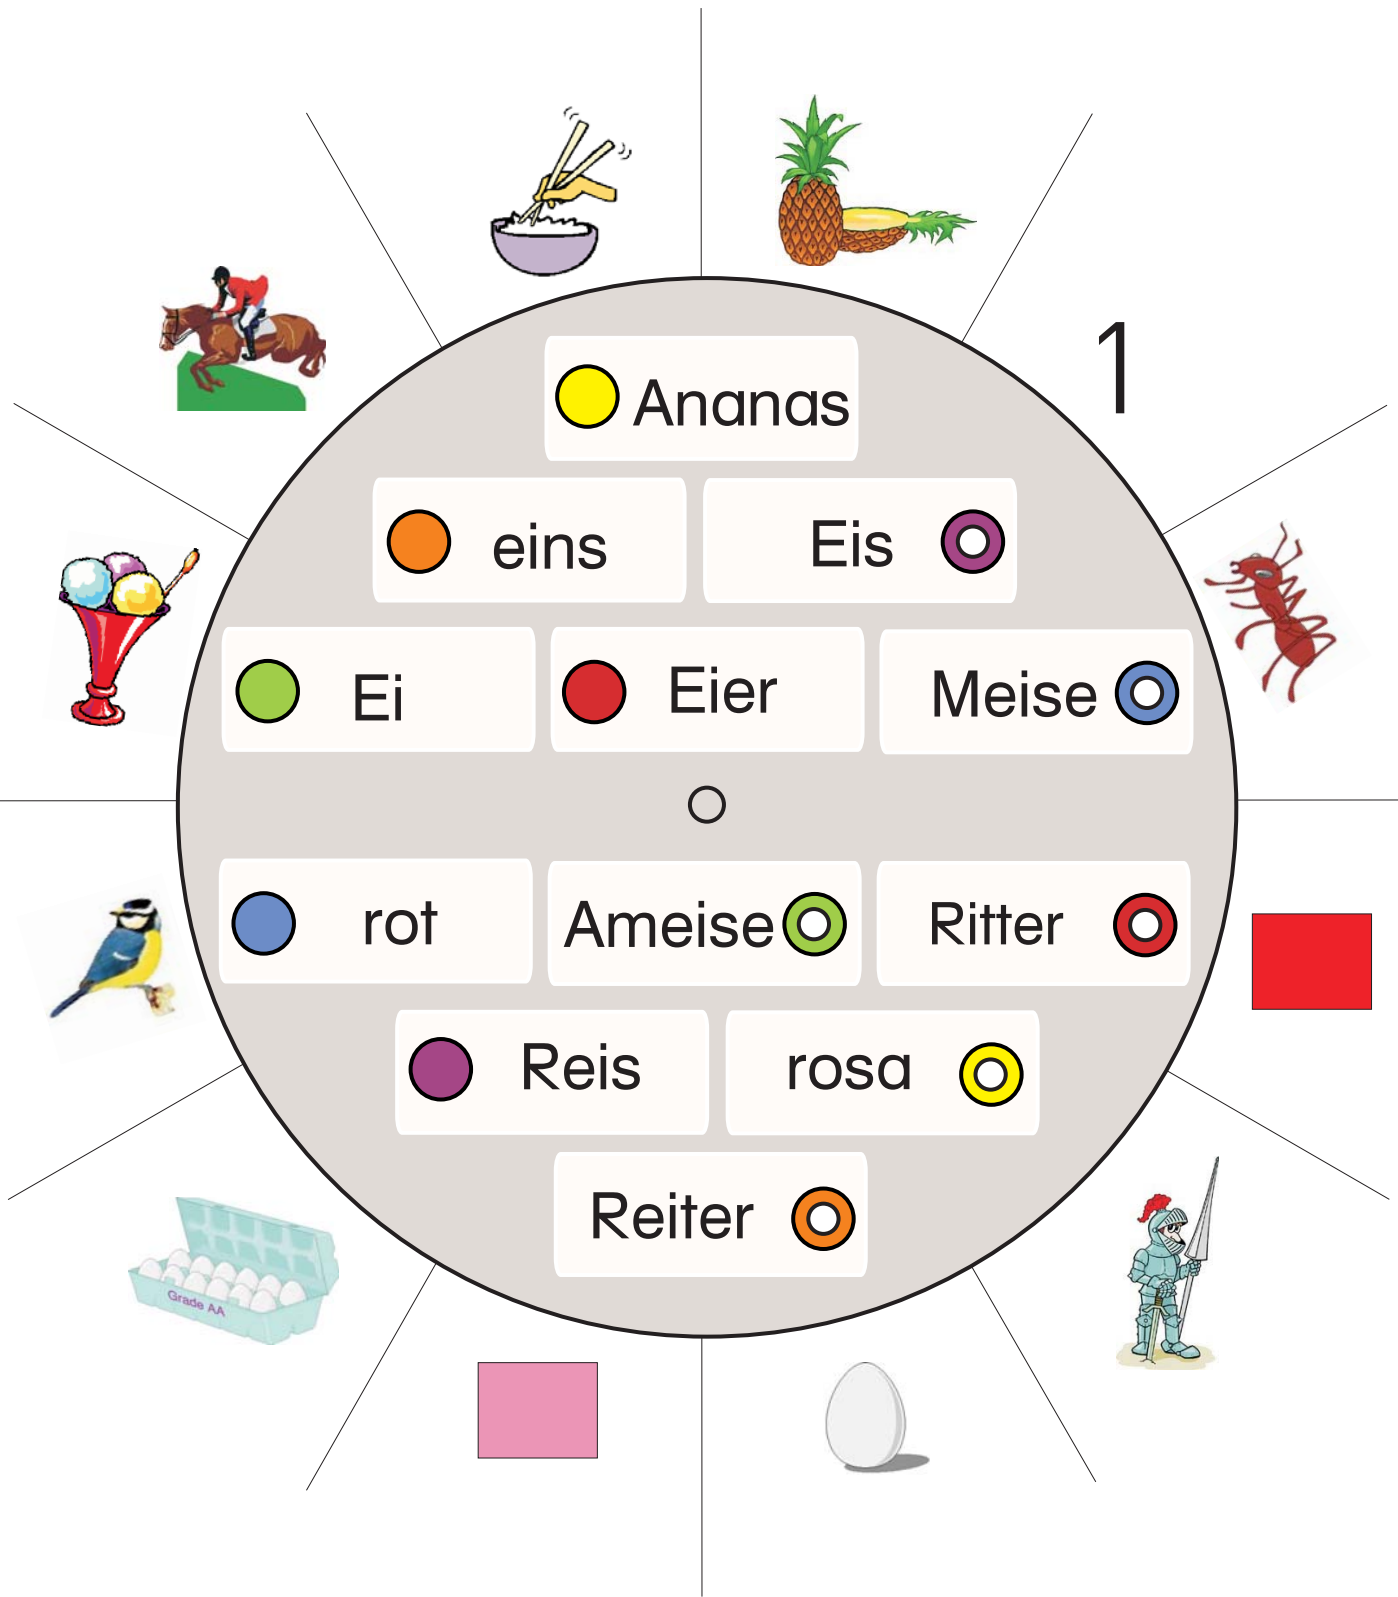 1
Ananas
eins
Eis
Ei
Eier
Meise
rot
Ameise
Ritter
Reis
rosa
Reiter
Grade AA